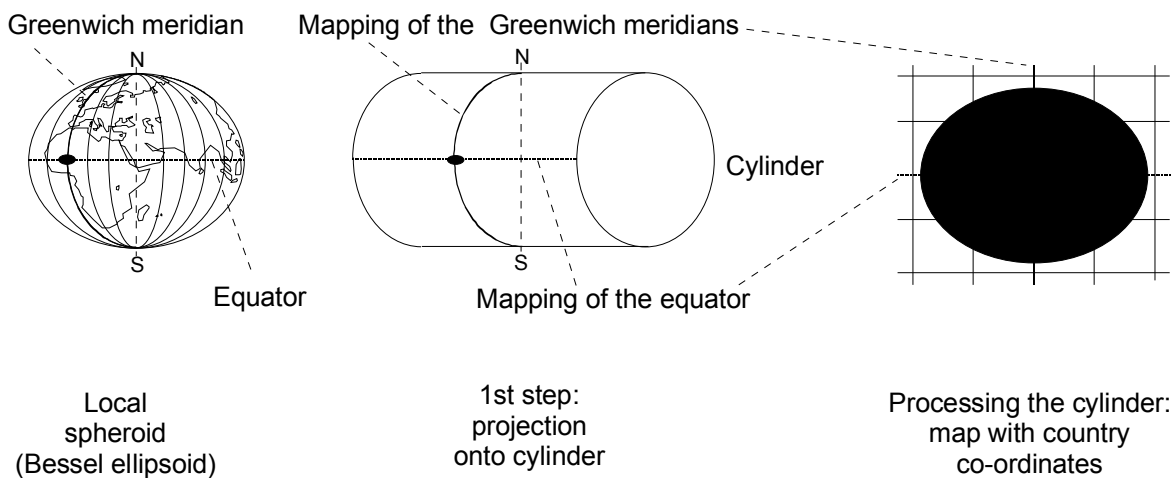 Greenwich meridian
Mapping of the Greenwich meridians
N
N
Cylinder
S
S
Equator
Mapping of the equator
Local
spheroid
(Bessel ellipsoid)
1st step:
projection
onto cylinder
Processing the cylinder:
map with country
co-ordinates